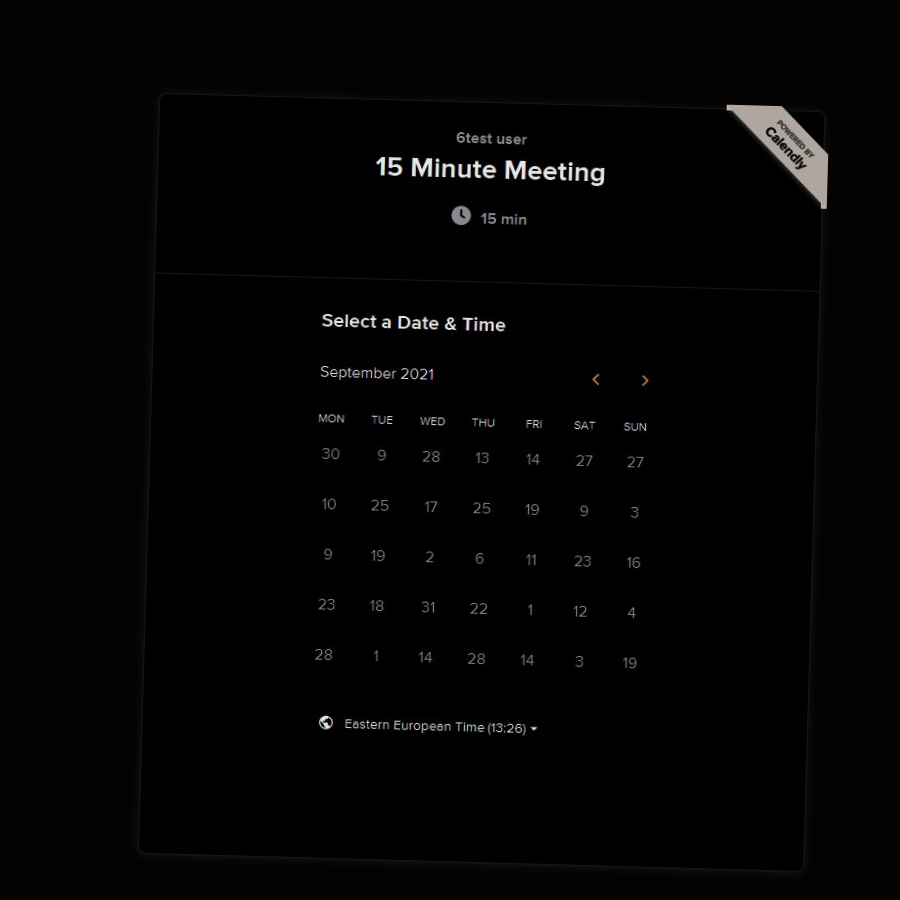 POWERED BY
Calendly
6test user
15 Minute Meeting
15 min
Select a Date & Time
September 2021
MON TUE WED THU FRI SAT SUN
30 9 28 13 14 27 27
10 25 17 25 19 9 3
9 19 2 6 11 23 16
23 18 31 22 1 12 4
28 1 14 28 14 3 19
Eastern European Time (13:26)